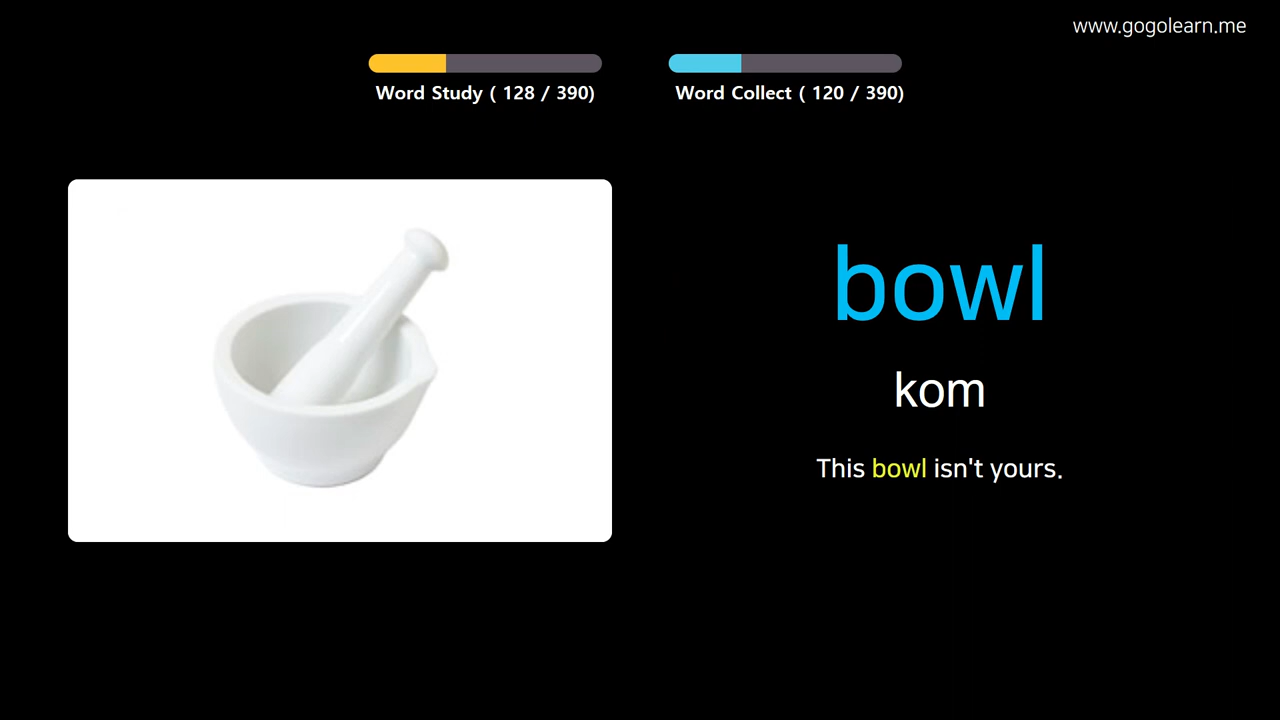 www.gogolearn.me
Word Study ( 128 / 390)
Word Collect ( 120 / 390)
bowl
kom
This bowl isn't yours.